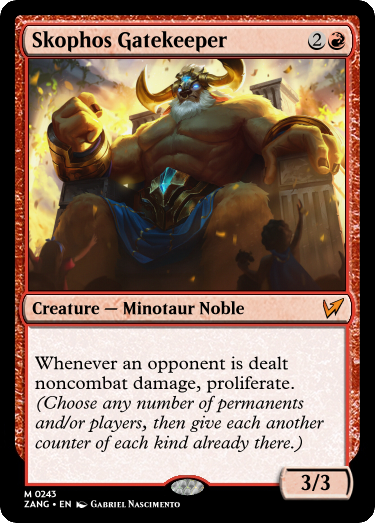 Skophos Gatekeeper 2
Creature — Minotaur Noble
Whenever an opponent is dealt
noncombat damage, proliferate.
(Choose any number of permanents
and/or players, then give each another
counter of each kind already there.)
3/3
M 0243
ZANG • EN Gabriel Nascimento